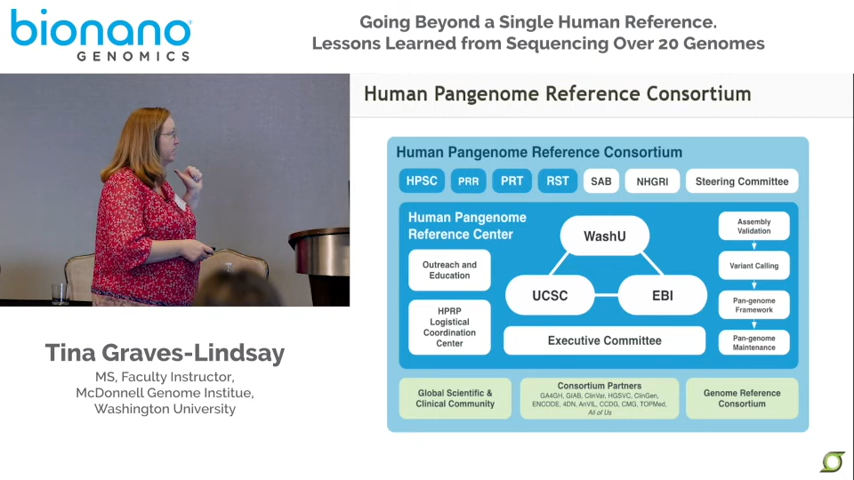 bionano
GENOMICS
Going Beyond a Single Human Reference.
Lessons Learned from Sequencing Over 20 Genomes
Human Pangenome Reference Consortium
Human Pangenome Reference Consortium
HPSC
PRR
PRT
RST
SAB
NHGRI
Steering Committee
Human Pangenome
Reference Center
Outreach and
Education
HPRP
Logistical
Coordination
Center
WashU
UCSC
EBI
Executive Committee
Assembly
Validation
Variant Calling
Pan-genome
Framework
Pan-genome
Maintenance
Global Scientific &
Clinical Community
Consortium Partners
GA4GH, GIAB, ClinVar, HGSVC, ClinGen,
ENCODE, 4DN, AnVIL, CCDG, CMG, TOPMed,
All of Us
Genome Reference
Consortium
Tina Graves-Lindsay
MS, Faculty Instructor,
McDonnell Genome Institue,
Washington University